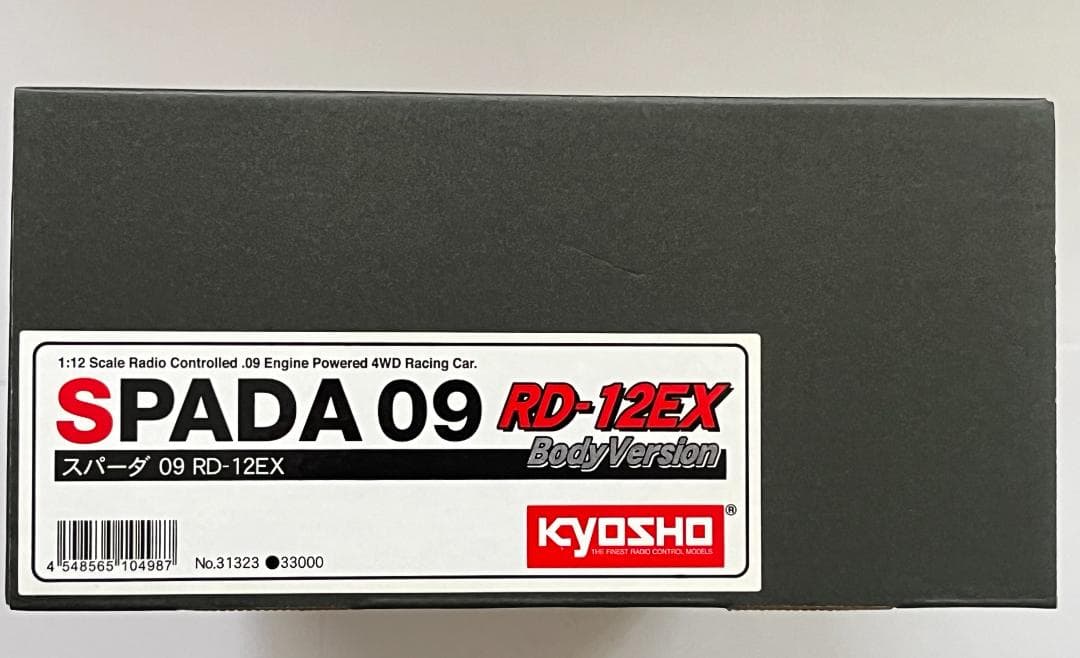 1:12 Scale Radio Controlled .09 Engine Powered 4WD Racing Car.
SPADA 09 RD-12EX
Body Version
スパーダ 09 RD-12EX
KYOSHO ®
THE FINEST RADIO CONTROL MODELS
4 548565 104987
No.31323 ●33000